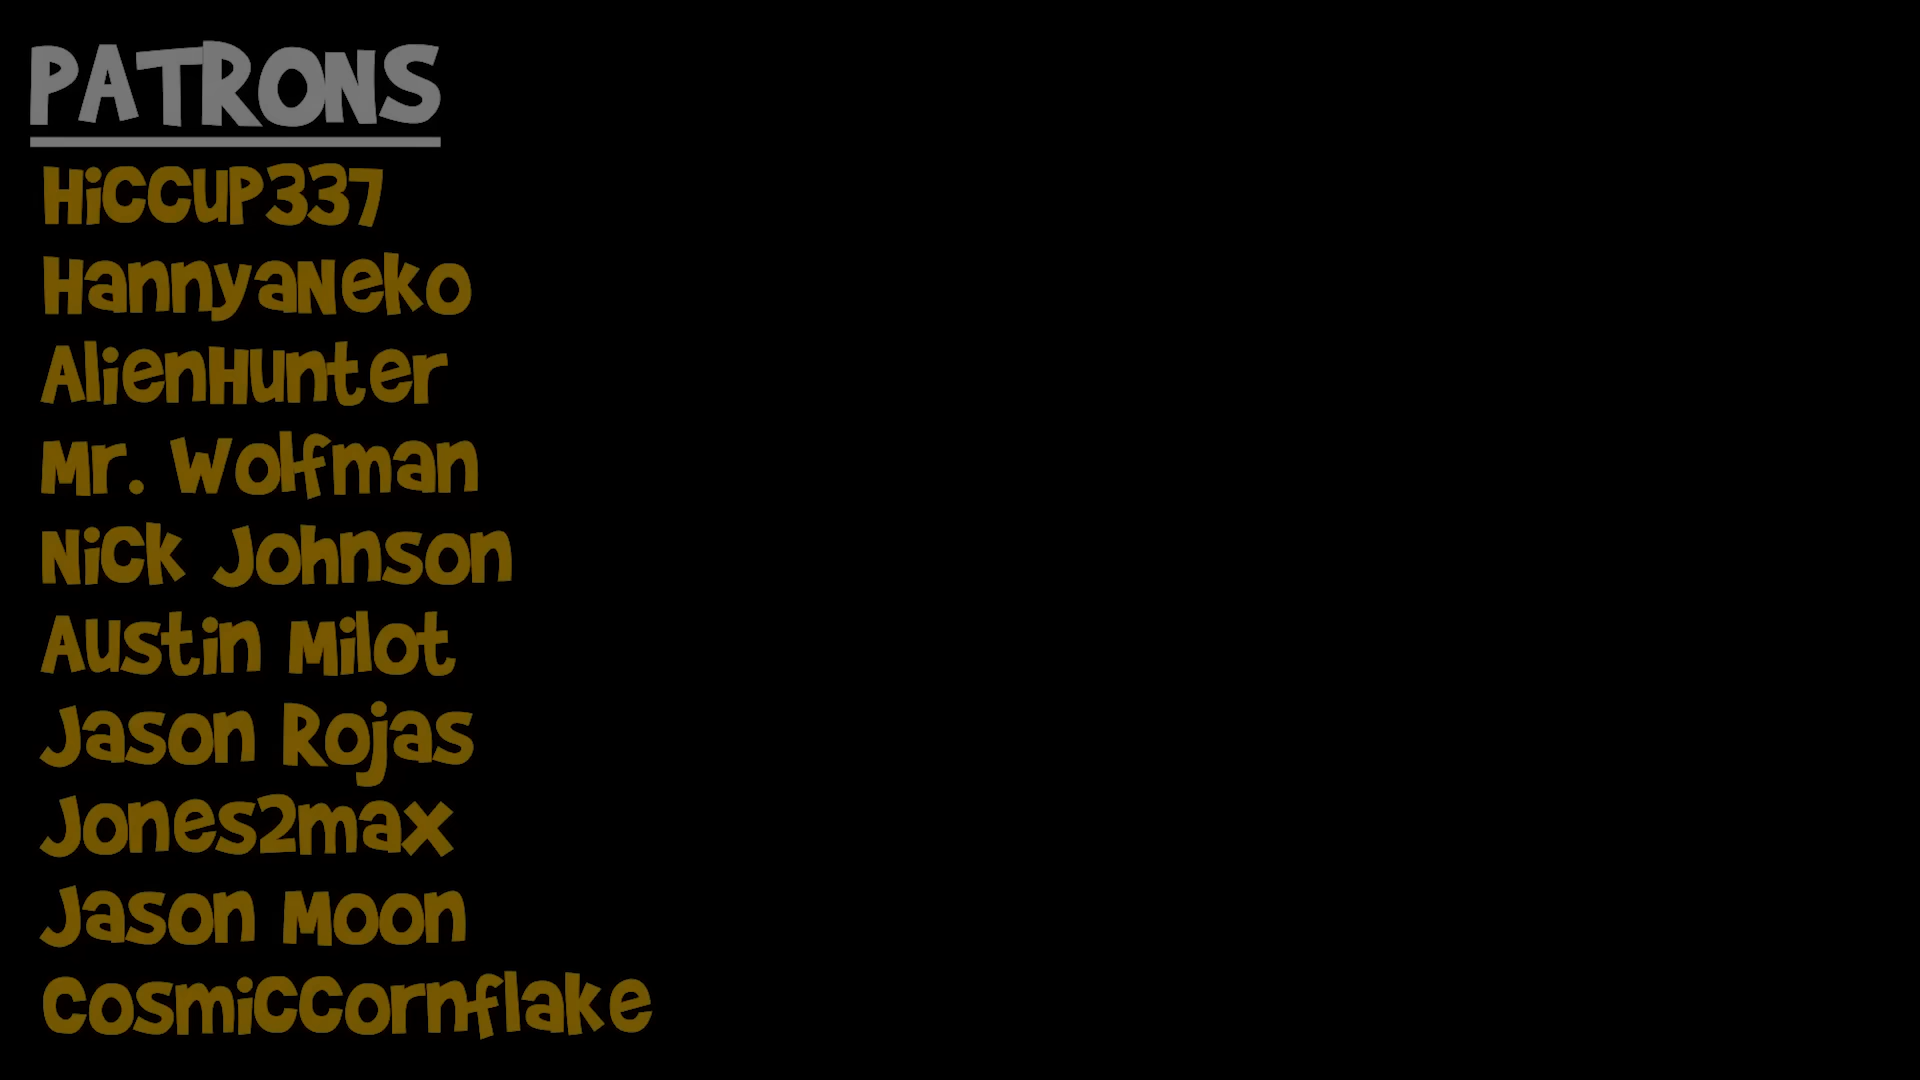 PATRONS
Hiccup337
HannyaNeko
AlienHunter
Mr. Wolfman
Nick Johnson
Austin Milot
Jason Rojas
Jones2max
Jason Moon
CosmicCornflake